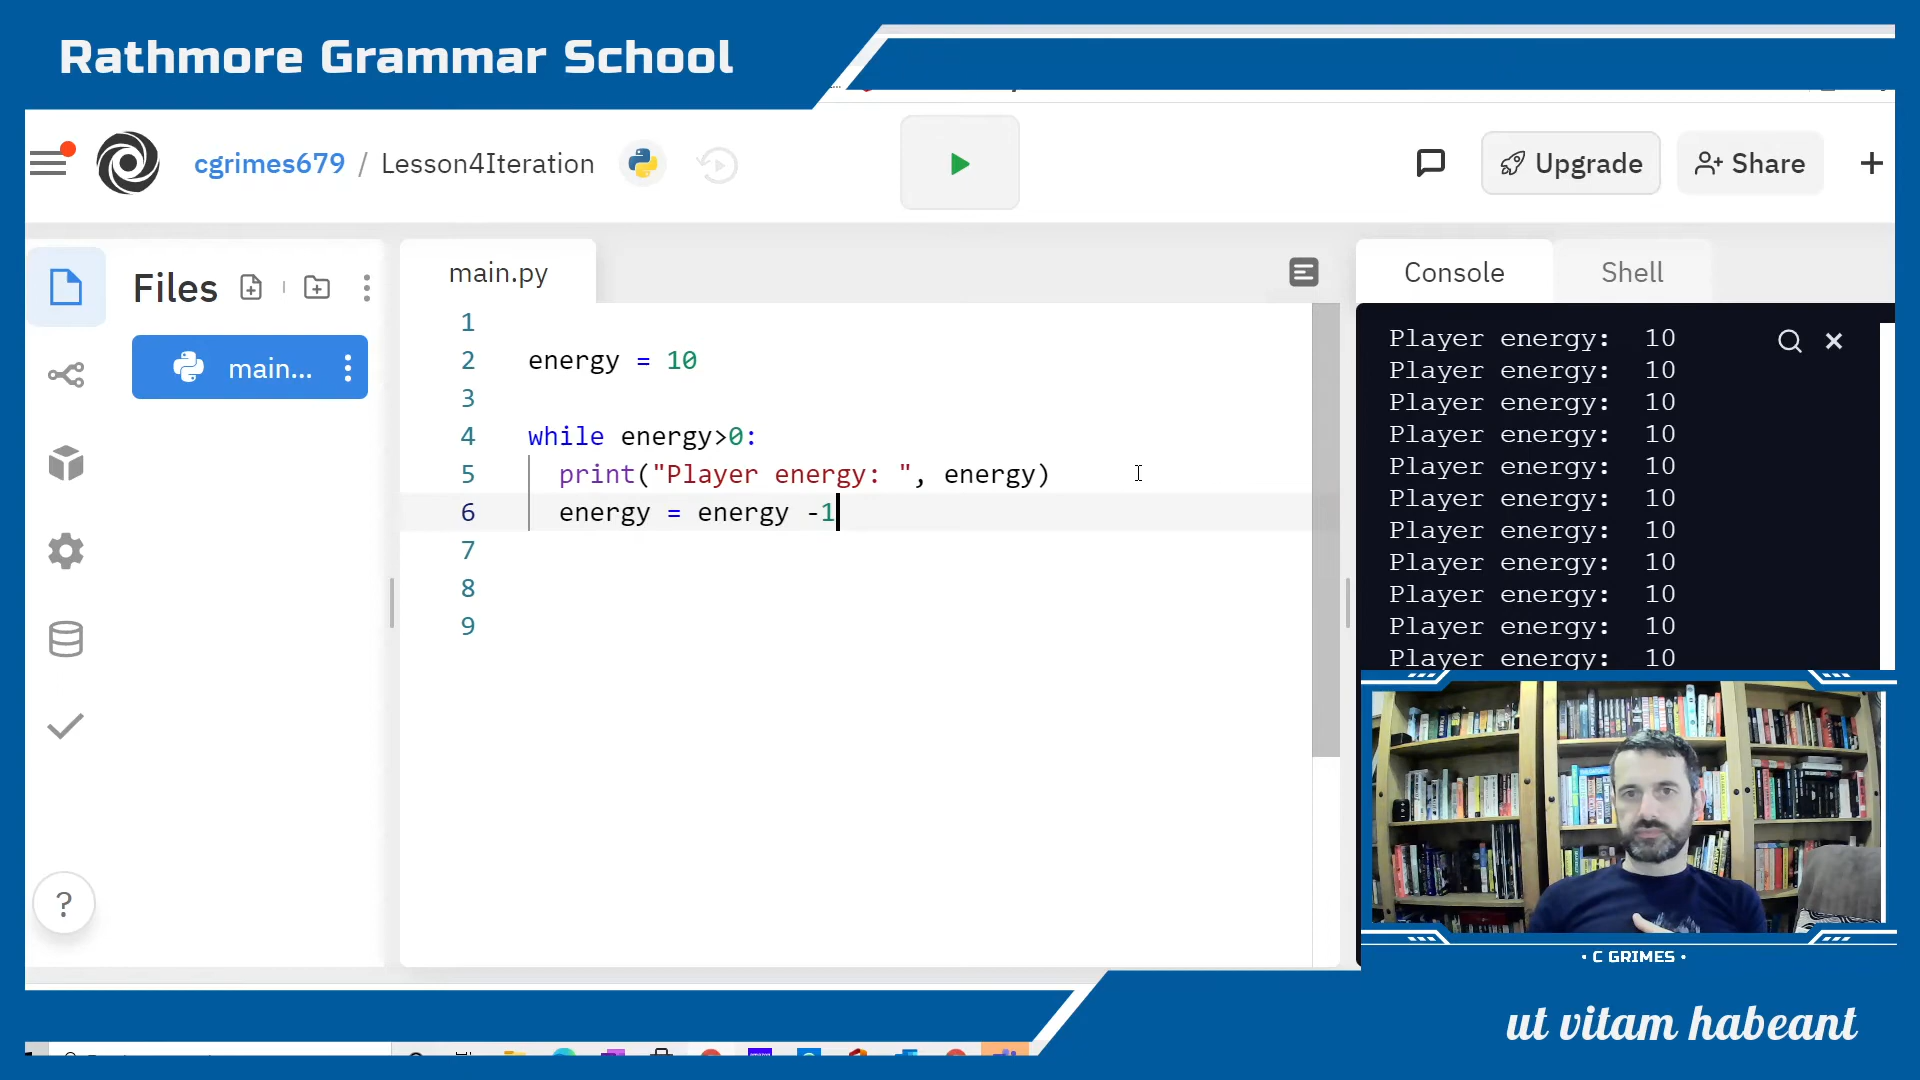 Rathmore Grammar School
cgrimes679 / Lesson4Iteration
Upgrade
Share
Files
main.py
Console
Shell
main...
1
2 energy = 10
3
4 while energy>0:
5 print("Player energy: ", energy)
6 energy = energy -1
7
8
9
Player energy: 10
Player energy: 10
Player energy: 10
Player energy: 10
Player energy: 10
Player energy: 10
Player energy: 10
Player energy: 10
Player energy: 10
Player energy: 10
Player energy: 10
?
• C GRIMES •
ut vitam habeant